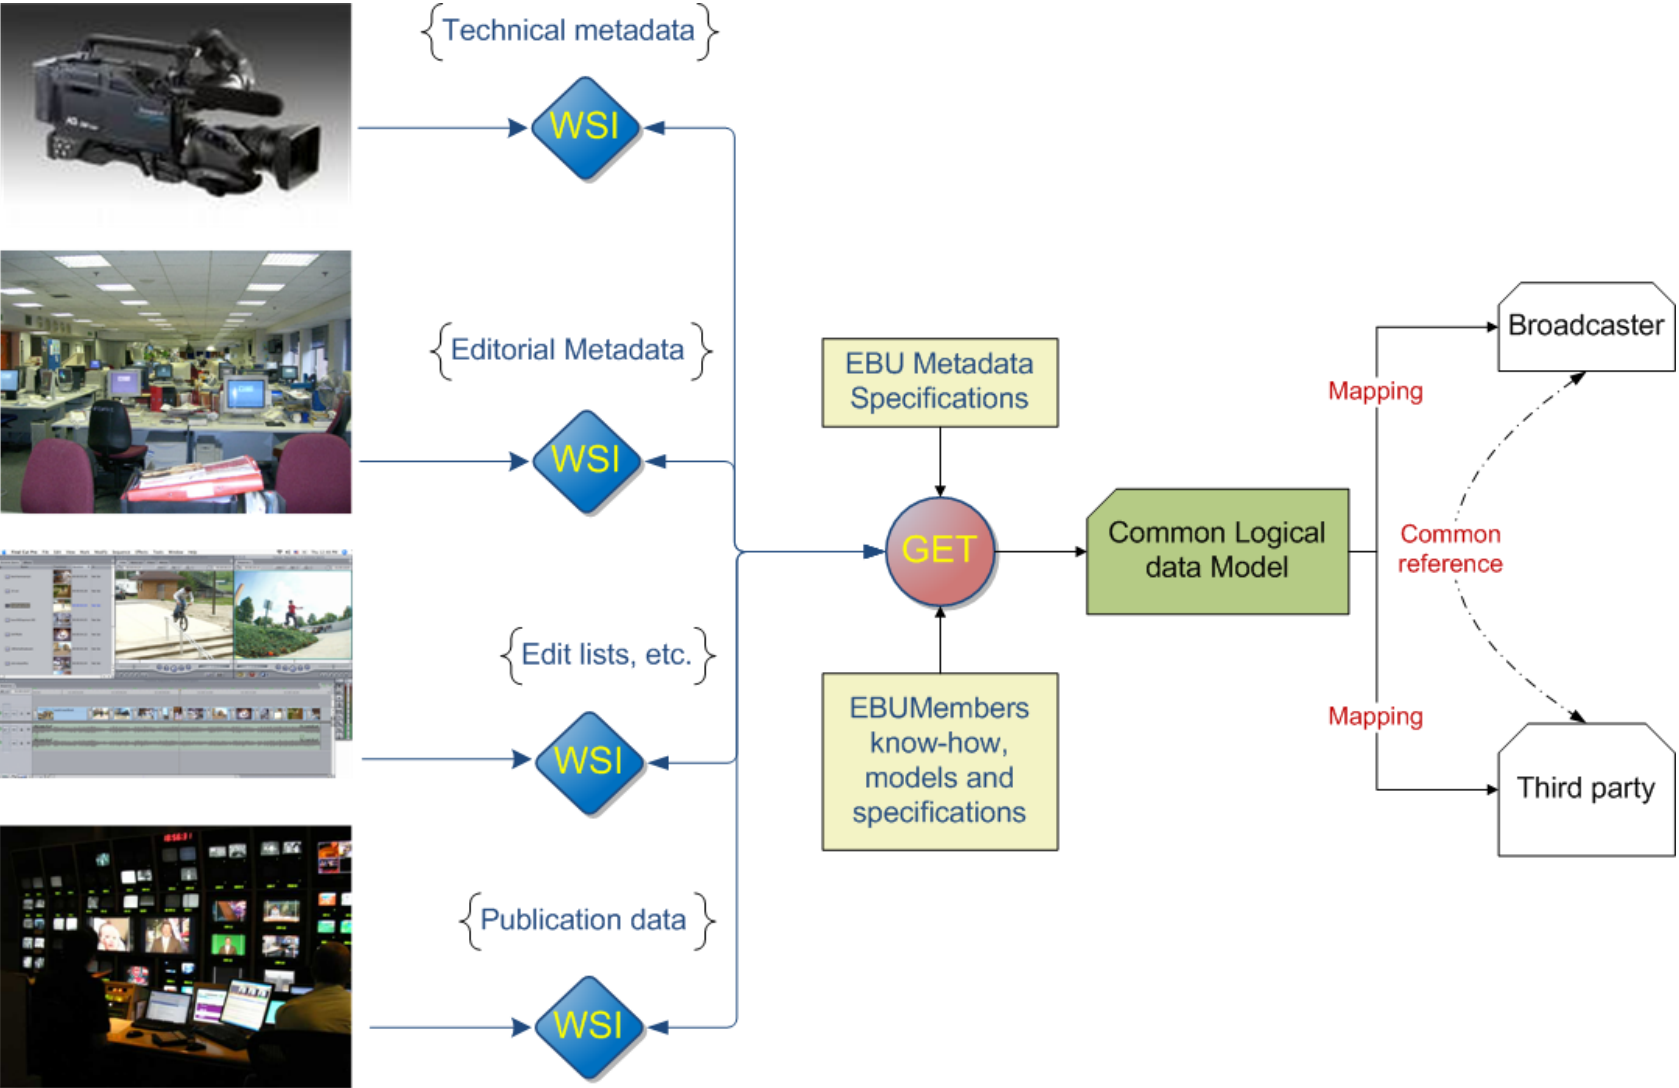 Technical metadata
WSI
Editorial Metadata
WSI
Edit lists, etc.
WSI
Publication data
WSI
EBU Metadata
Specifications
GET
EBUMembers
know-how,
models and
specifications
Common Logical
data Model
Mapping
Mapping
Broadcaster
Common
reference
Third party